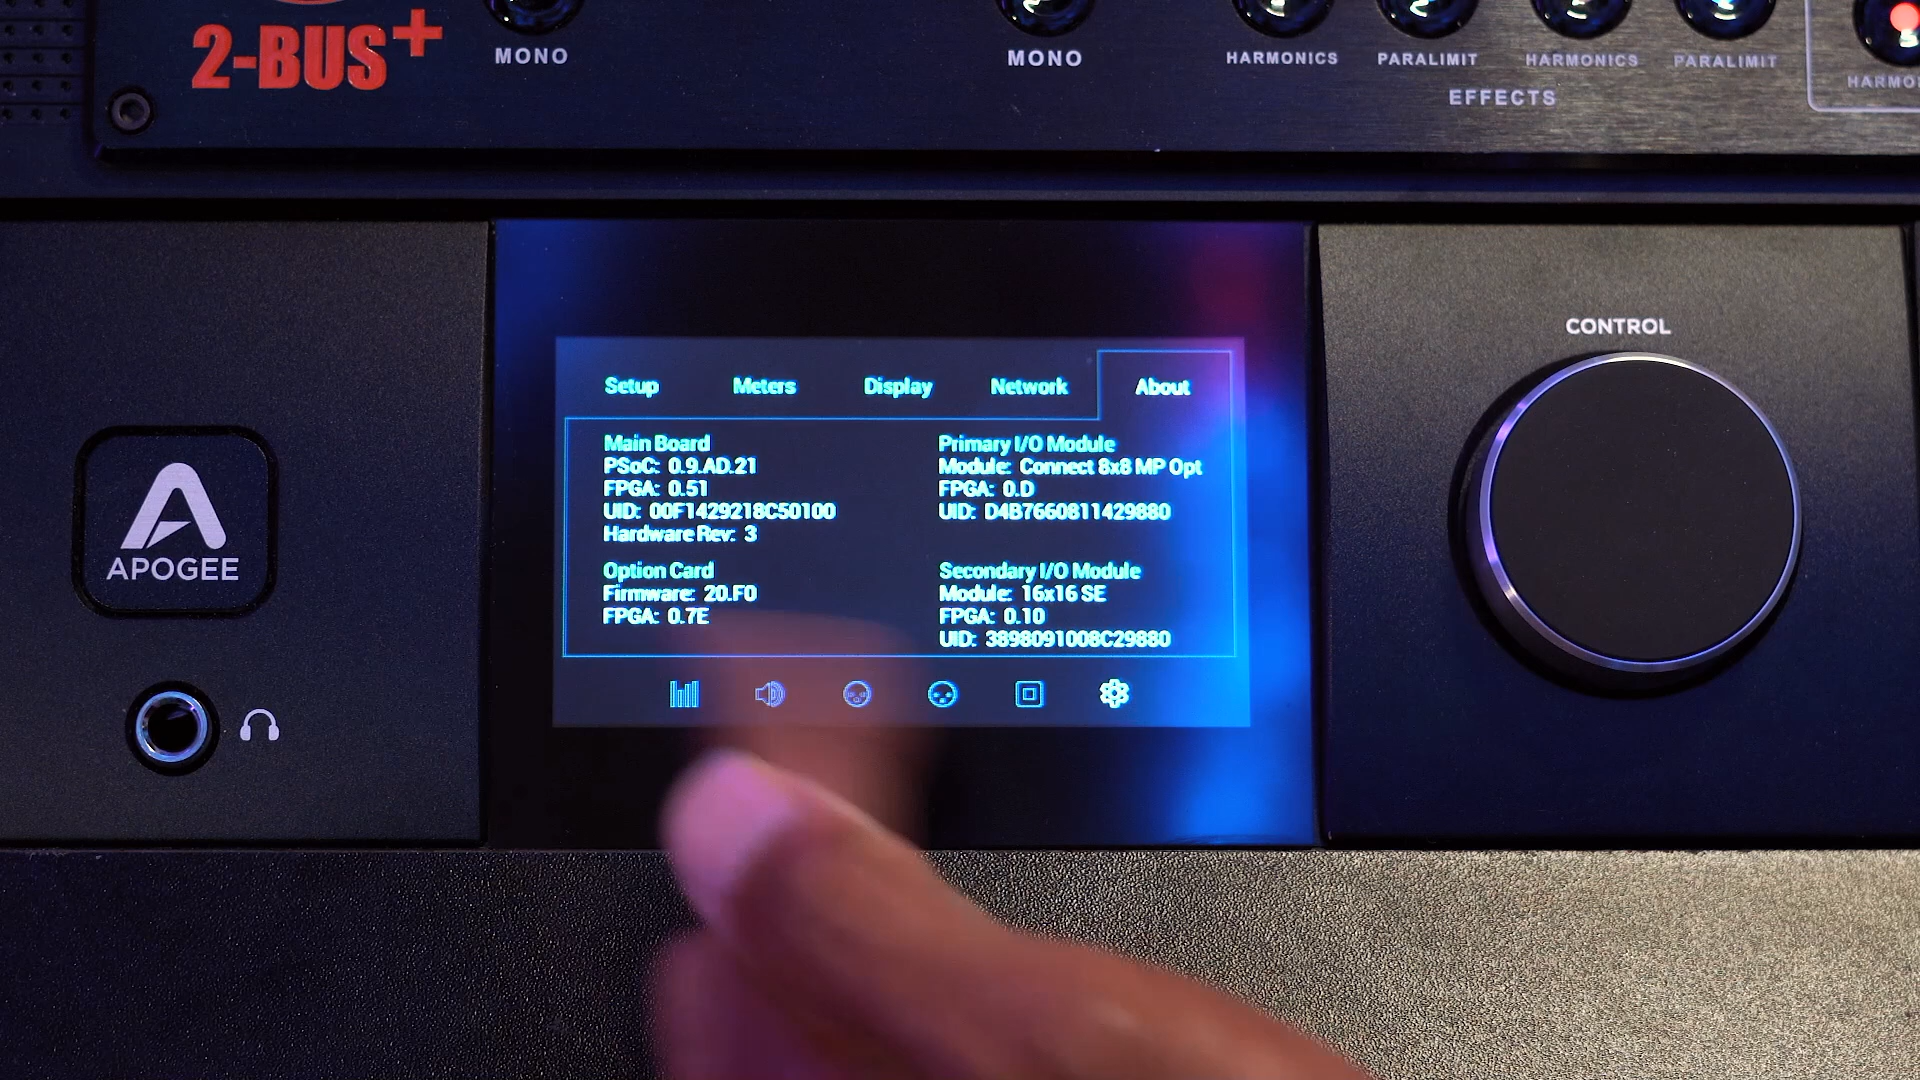 2-BUS+
MONO
MONO
HARMONICS
PARALIMIT
HARMONICS
PARALIMIT
EFFECTS
HARMO
CONTROL
Setup
Meters
Display
Network
About
Main Board
PSoC: 0.9.AD.21
FPGA: 0.51
UID: 00F1429218C50100
Hardware Rev: 3
Option Card
Firmware: 20.F0
FPGA: 0.7E
Primary I/O Module
Module: Connect 8x8 MP Opt
FPGA: 0.D
UID: D4B7660811429880
Secondary I/O Module
Module: 16x16 SE
FPGA: 0.10
UID: 3898091008C29880
APOGEE